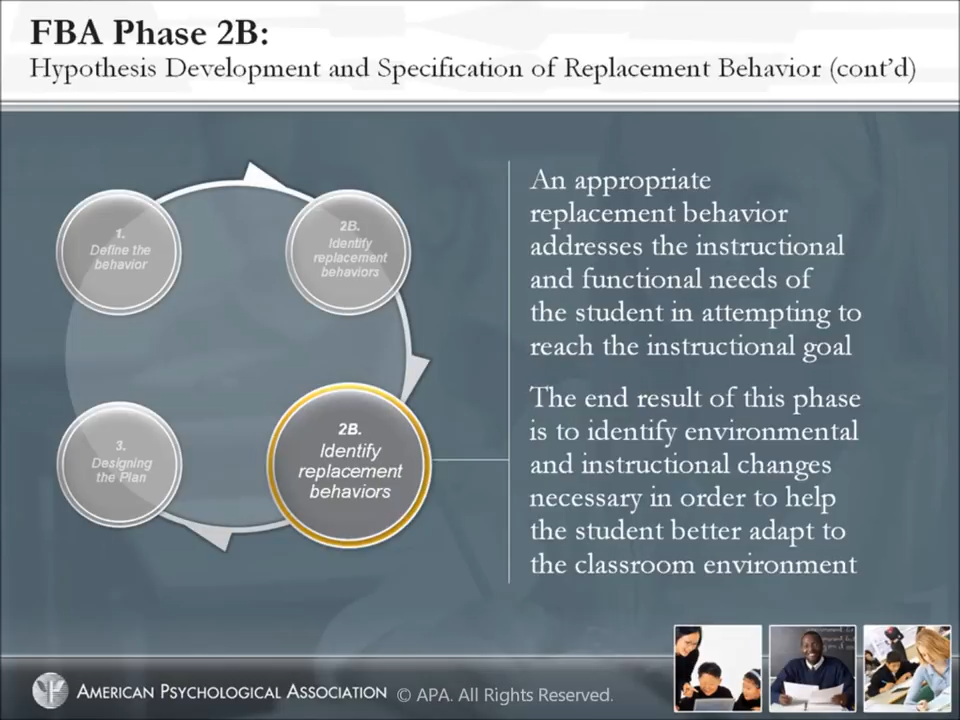 FBA Phase 2B:
Hypothesis Development and Specification of Replacement Behavior (cont'd)
1.
Define the
behavior
2B.
Identify
replacement
behaviors
3.
Designing
the Plan
2B.
Identify
replacement
behaviors
An appropriate
replacement behavior
addresses the instructional
and functional needs of
the student in attempting to
reach the instructional goal
The end result of this phase
is to identify environmental
and instructional changes
necessary in order to help
the student better adapt to
the classroom environment
AMERICAN PSYCHOLOGICAL ASSOCIATION © APA. All Rights Reserved.